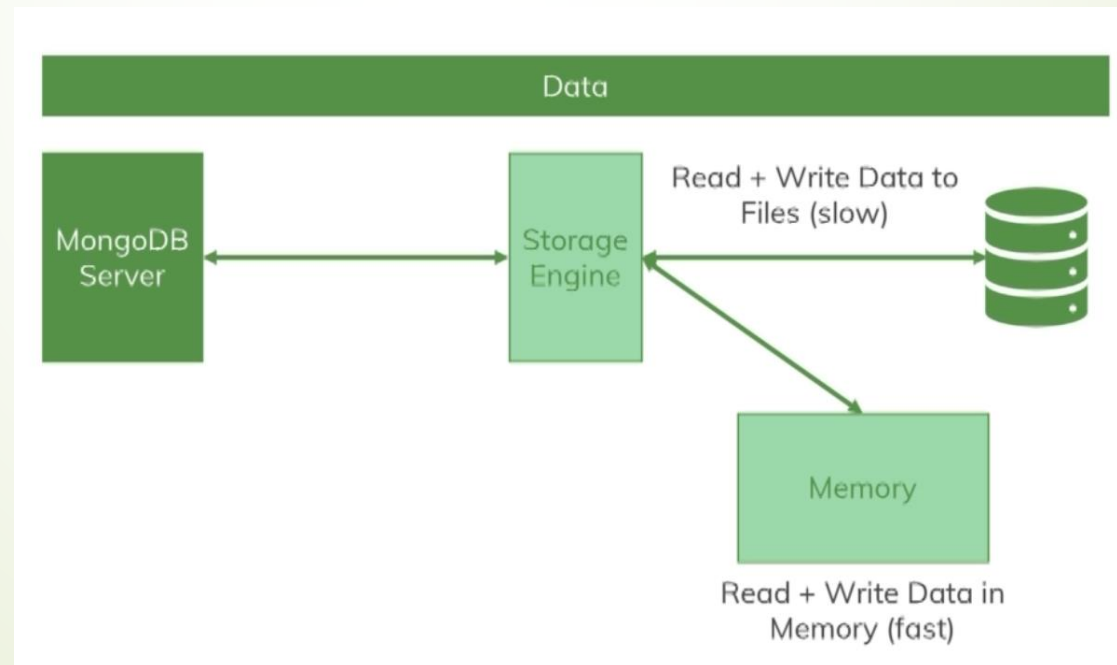 Data
MongoDB
Server
Storage
Engine
Read + Write Data to
Files (slow)
Memory
Read + Write Data in
Memory (fast)